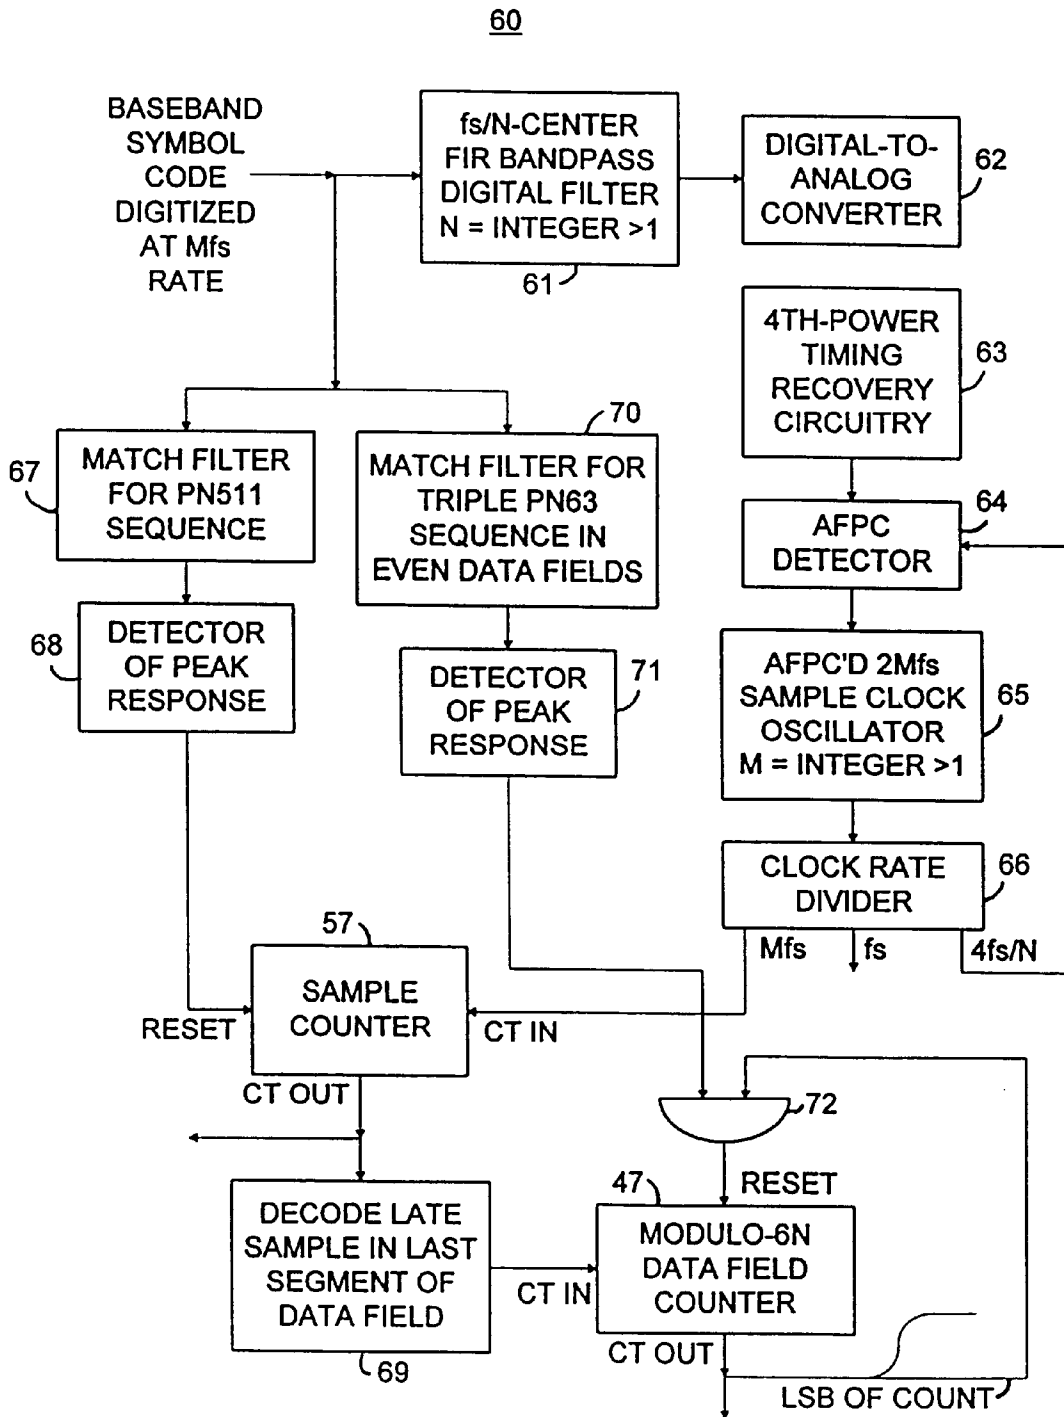 60
BASEBAND
SYMBOL
CODE
DIGITIZED
AT Mfs
RATE
fs/N-CENTER
FIR BANDPASS
DIGITAL FILTER
N = INTEGER >1
61
DIGITAL-TO-
ANALOG
CONVERTER
62
4TH-POWER
TIMING
RECOVERY
CIRCUITRY
63
67
MATCH FILTER
FOR PN511
SEQUENCE
70
MATCH FILTER FOR
TRIPLE PN63
SEQUENCE IN
EVEN DATA FIELDS
AFPC
DETECTOR
64
68
DETECTOR
OF PEAK
RESPONSE
DETECTOR
OF PEAK
RESPONSE
71
AFPC'D 2Mfs
SAMPLE CLOCK
OSCILLATOR
M = INTEGER >1
65
CLOCK RATE
DIVIDER
66
Mfs
fs
4fs/N
57
SAMPLE
COUNTER
RESET
CT IN
CT OUT
72
RESET
DECODE LATE
SAMPLE IN LAST
SEGMENT OF
DATA FIELD
69
CT IN
47
MODULO-6N
DATA FIELD
COUNTER
CT OUT
LSB OF COUNT